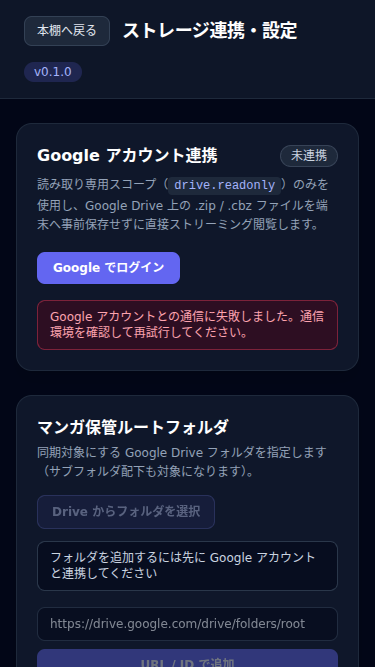 本棚へ戻る ストレージ連携・設定
v0.1.0
Google アカウント連携 未連携
読み取り専用スコープ（drive.readonly）のみを
使用し、Google Drive 上の .zip / .cbz ファイルを端
末へ事前保存せずに直接ストリーミング閲覧します。
Google でログイン
Google アカウントとの通信に失敗しました。通信
環境を確認して再試行してください。
マンガ保管ルートフォルダ
同期対象にする Google Drive フォルダを指定します
（サブフォルダ配下も対象になります）。
Drive からフォルダを選択
フォルダを追加するには先に Google アカウント
と連携してください
https://drive.google.com/drive/folders/root
URL / ID で追加